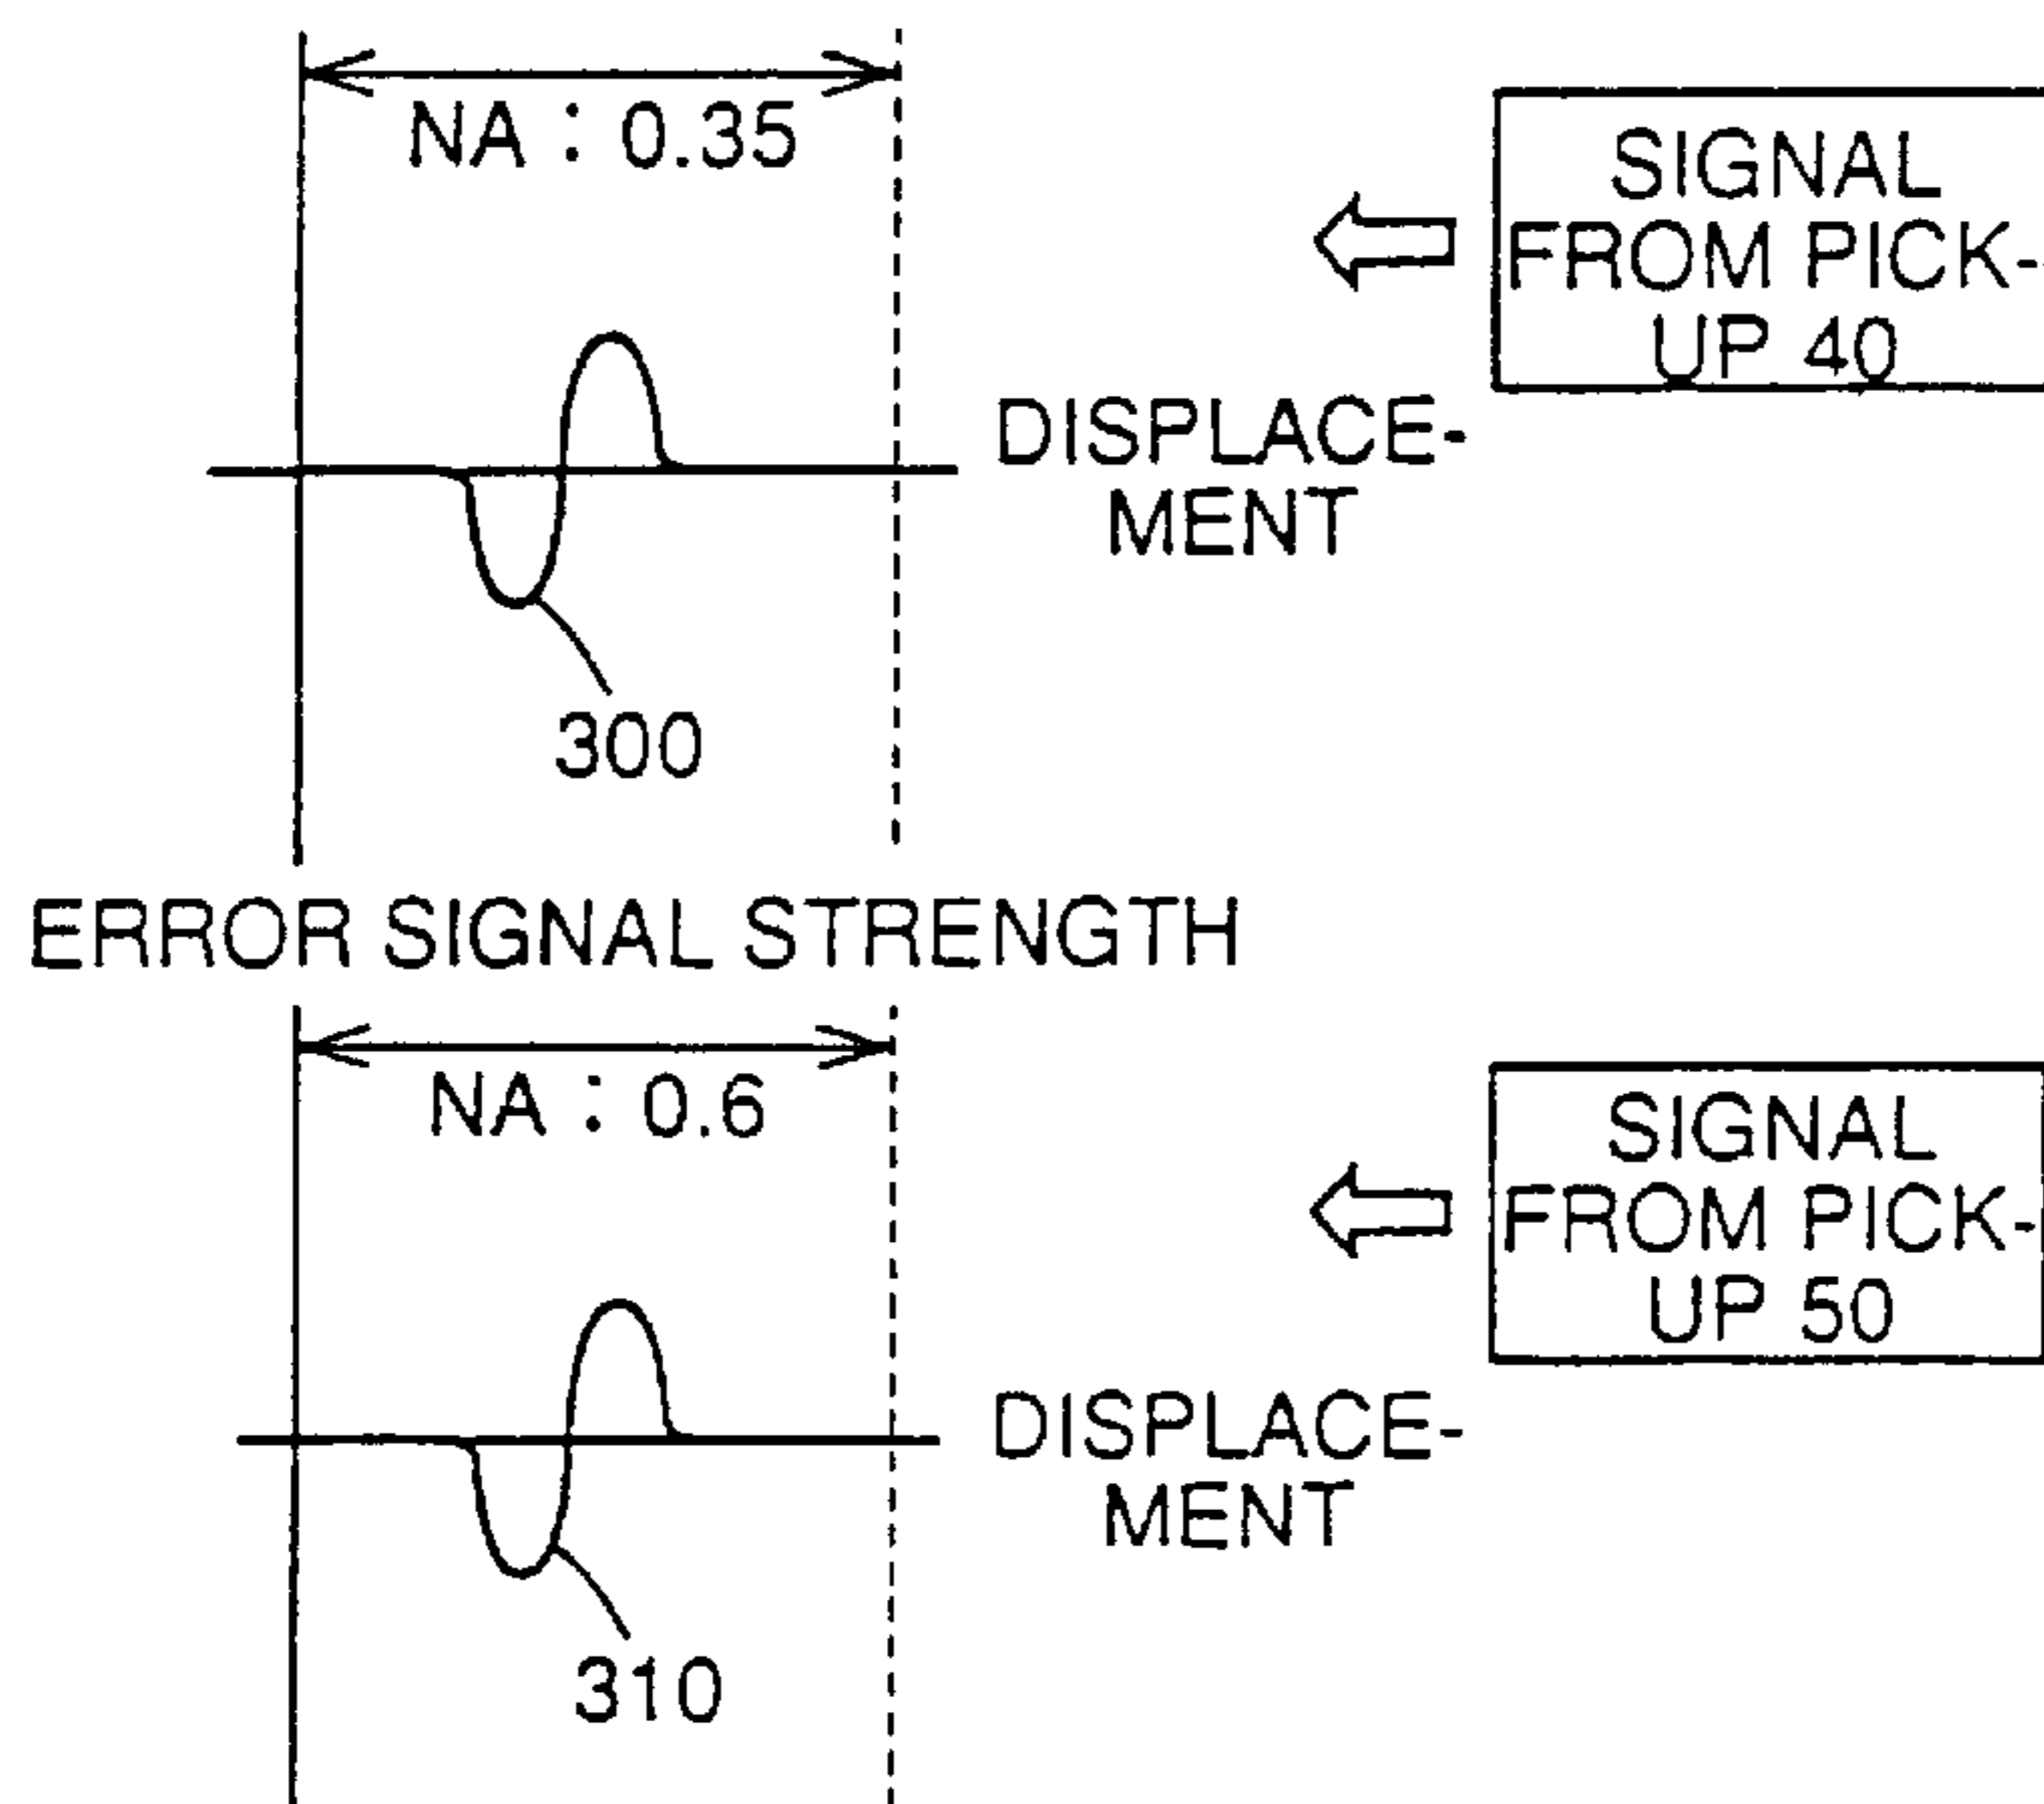 NA : 0.35
SIGNAL
FROM PICK-
UP 40
DISPLACE-
MENT
300
ERROR SIGNAL STRENGTH
NA : 0.6
SIGNAL
FROM PICK-
UP 50
DISPLACE-
MENT
310